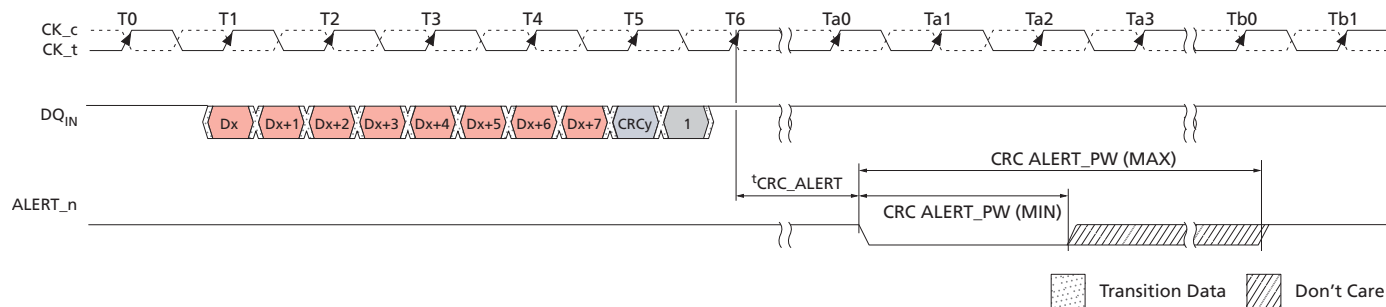 T0 T1 T2 T3 T4 T5 T6 Ta0 Ta1 Ta2 Ta3 Tb0 Tb1
CK_c
CK_t
DQIN
Dx Dx+1 Dx+2 Dx+3 Dx+4 Dx+5 Dx+6 Dx+7 CRCy 1
CRC ALERT_PW (MAX)
tCRC_ALERT
ALERT_n
CRC ALERT_PW (MIN)
Transition Data
Don't Care